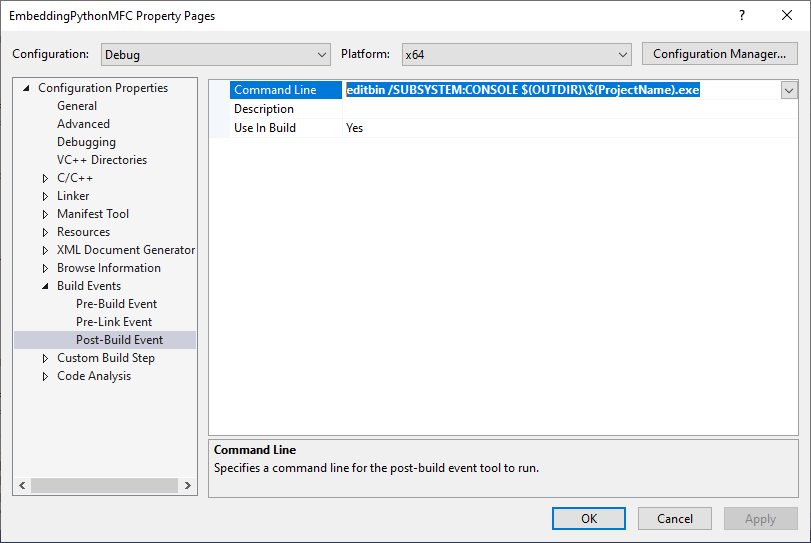 EmbeddingPythonMFC Property Pages
Configuration: Debug Platform: x64 Configuration Manager...
Configuration Properties
General
Advanced
Debugging
VC++ Directories
C/C++
Linker
Manifest Tool
Resources
XML Document Generator
Browse Information
Build Events
Pre-Build Event
Pre-Link Event
Post-Build Event
Custom Build Step
Code Analysis
Command Line editbin /SUBSYSTEM:CONSOLE $(OUTDIR)\$(ProjectName).exe
Description
Use In Build Yes
Command Line
Specifies a command line for the post-build event tool to run.
OK Cancel Apply